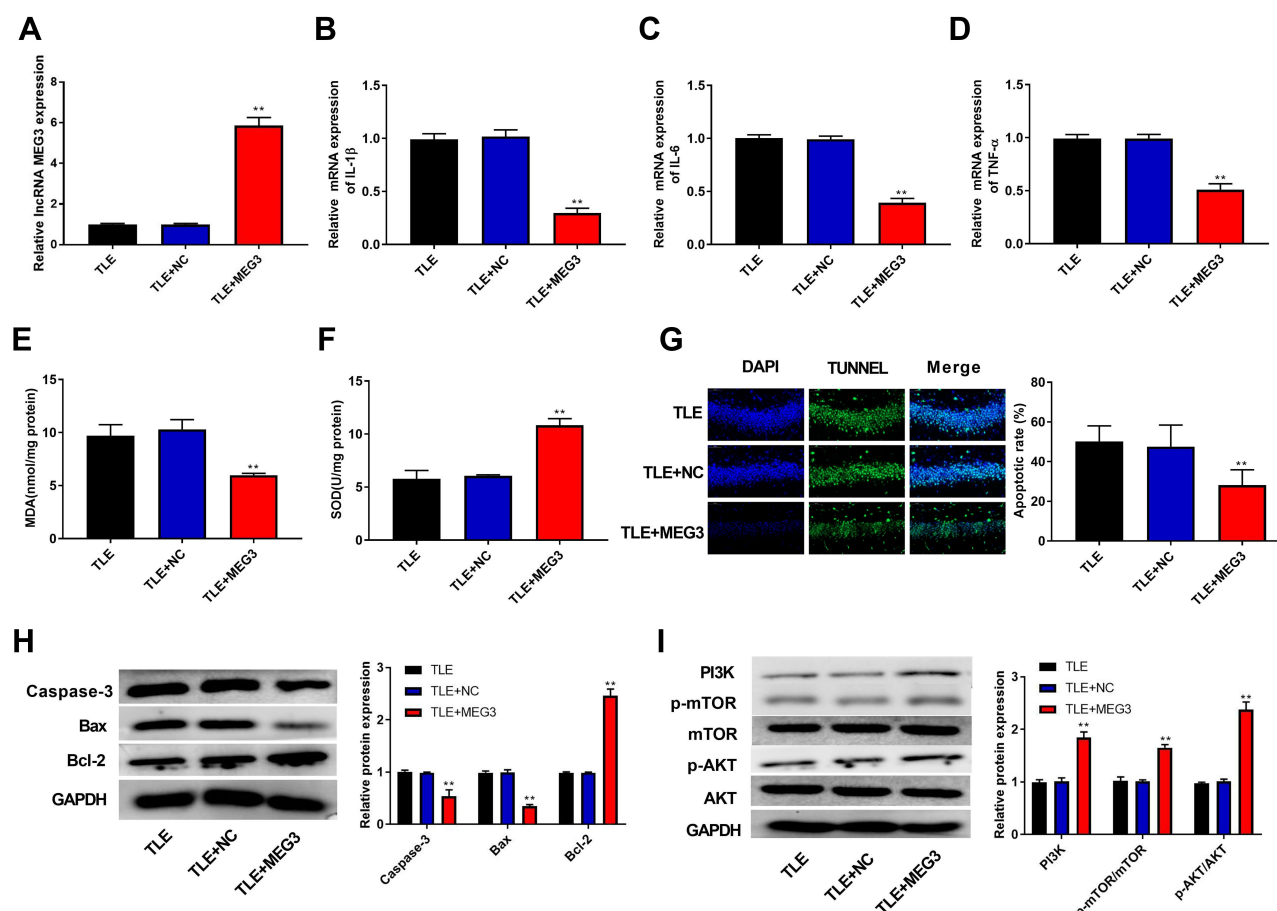 A
B
C
D
Relative lncRNA MEG3 expression
8
6
4
2
0
TLE
TLE+NC
TLE+MEG3
**
Relative mRNA expression
of IL-1β
1.5
1.0
0.5
0.0
TLE
TLE+NC
TLE+MEG3
**
Relative mRNA expression
of IL-6
1.5
1.0
0.5
0.0
TLE
TLE+NC
TLE+MEG3
**
Relative mRNA expression
of TNF-α
1.5
1.0
0.5
0.0
TLE
TLE+NC
TLE+MEG3
**
E
F
G
MDA(nmol/mg protein)
15
10
5
0
TLE
TLE+NC
TLE+MEG3
**
SOD(U/mg protein)
15
10
5
0
TLE
TLE+NC
TLE+MEG3
**
DAPI TUNNEL Merge
TLE
TLE+NC
TLE+MEG3
Apoptotic rate (%)
80
60
40
20
0
TLE
TLE+NC
TLE+MEG3
**
H
I
Caspase-3
Bax
Bcl-2
GAPDH
TLE
TLE+NC
TLE+MEG3
Relative protein expression
3
2
1
0
TLE
TLE+NC
TLE+MEG3
**
**
**
Caspase-3
Bax
Bcl-2
PI3K
p-mTOR
mTOR
p-AKT
AKT
GAPDH
TLE
TLE+NC
TLE+MEG3
Relative protein expression
3
2
1
0
TLE
TLE+NC
TLE+MEG3
**
**
**
PI3K
p-mTOR/mTOR
p-AKT/AKT